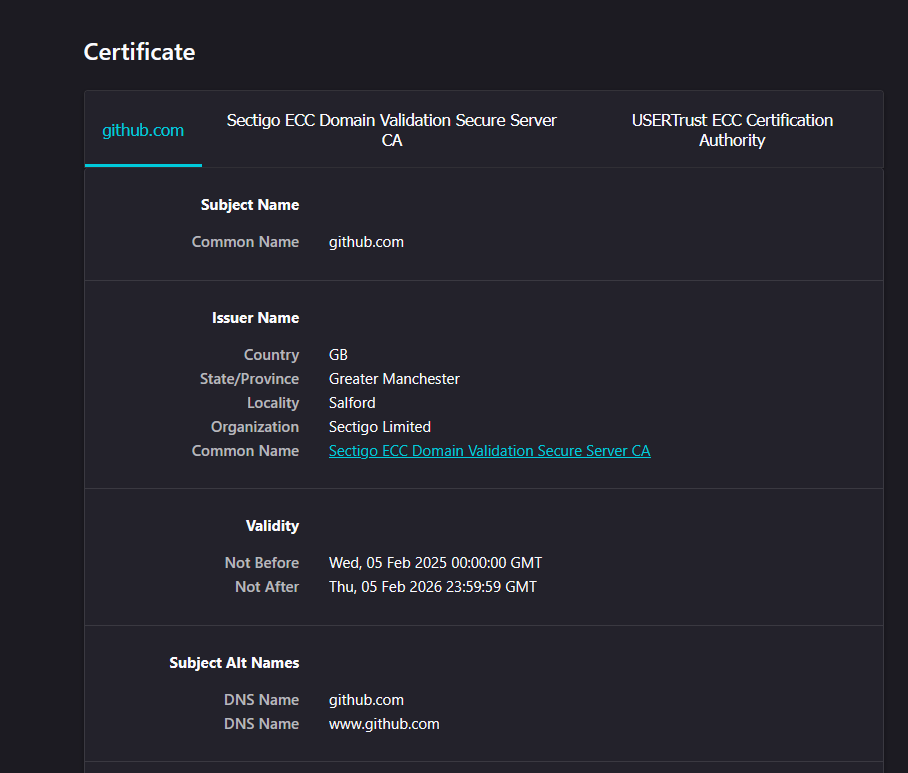 Certificate
github.com
Sectigo ECC Domain Validation Secure Server
CA
USERTrust ECC Certification
Authority
Subject Name
Common Name github.com
Issuer Name
Country GB
State/Province Greater Manchester
Locality Salford
Organization Sectigo Limited
Common Name Sectigo ECC Domain Validation Secure Server CA
Validity
Not Before Wed, 05 Feb 2025 00:00:00 GMT
Not After Thu, 05 Feb 2026 23:59:59 GMT
Subject Alt Names
DNS Name github.com
DNS Name www.github.com